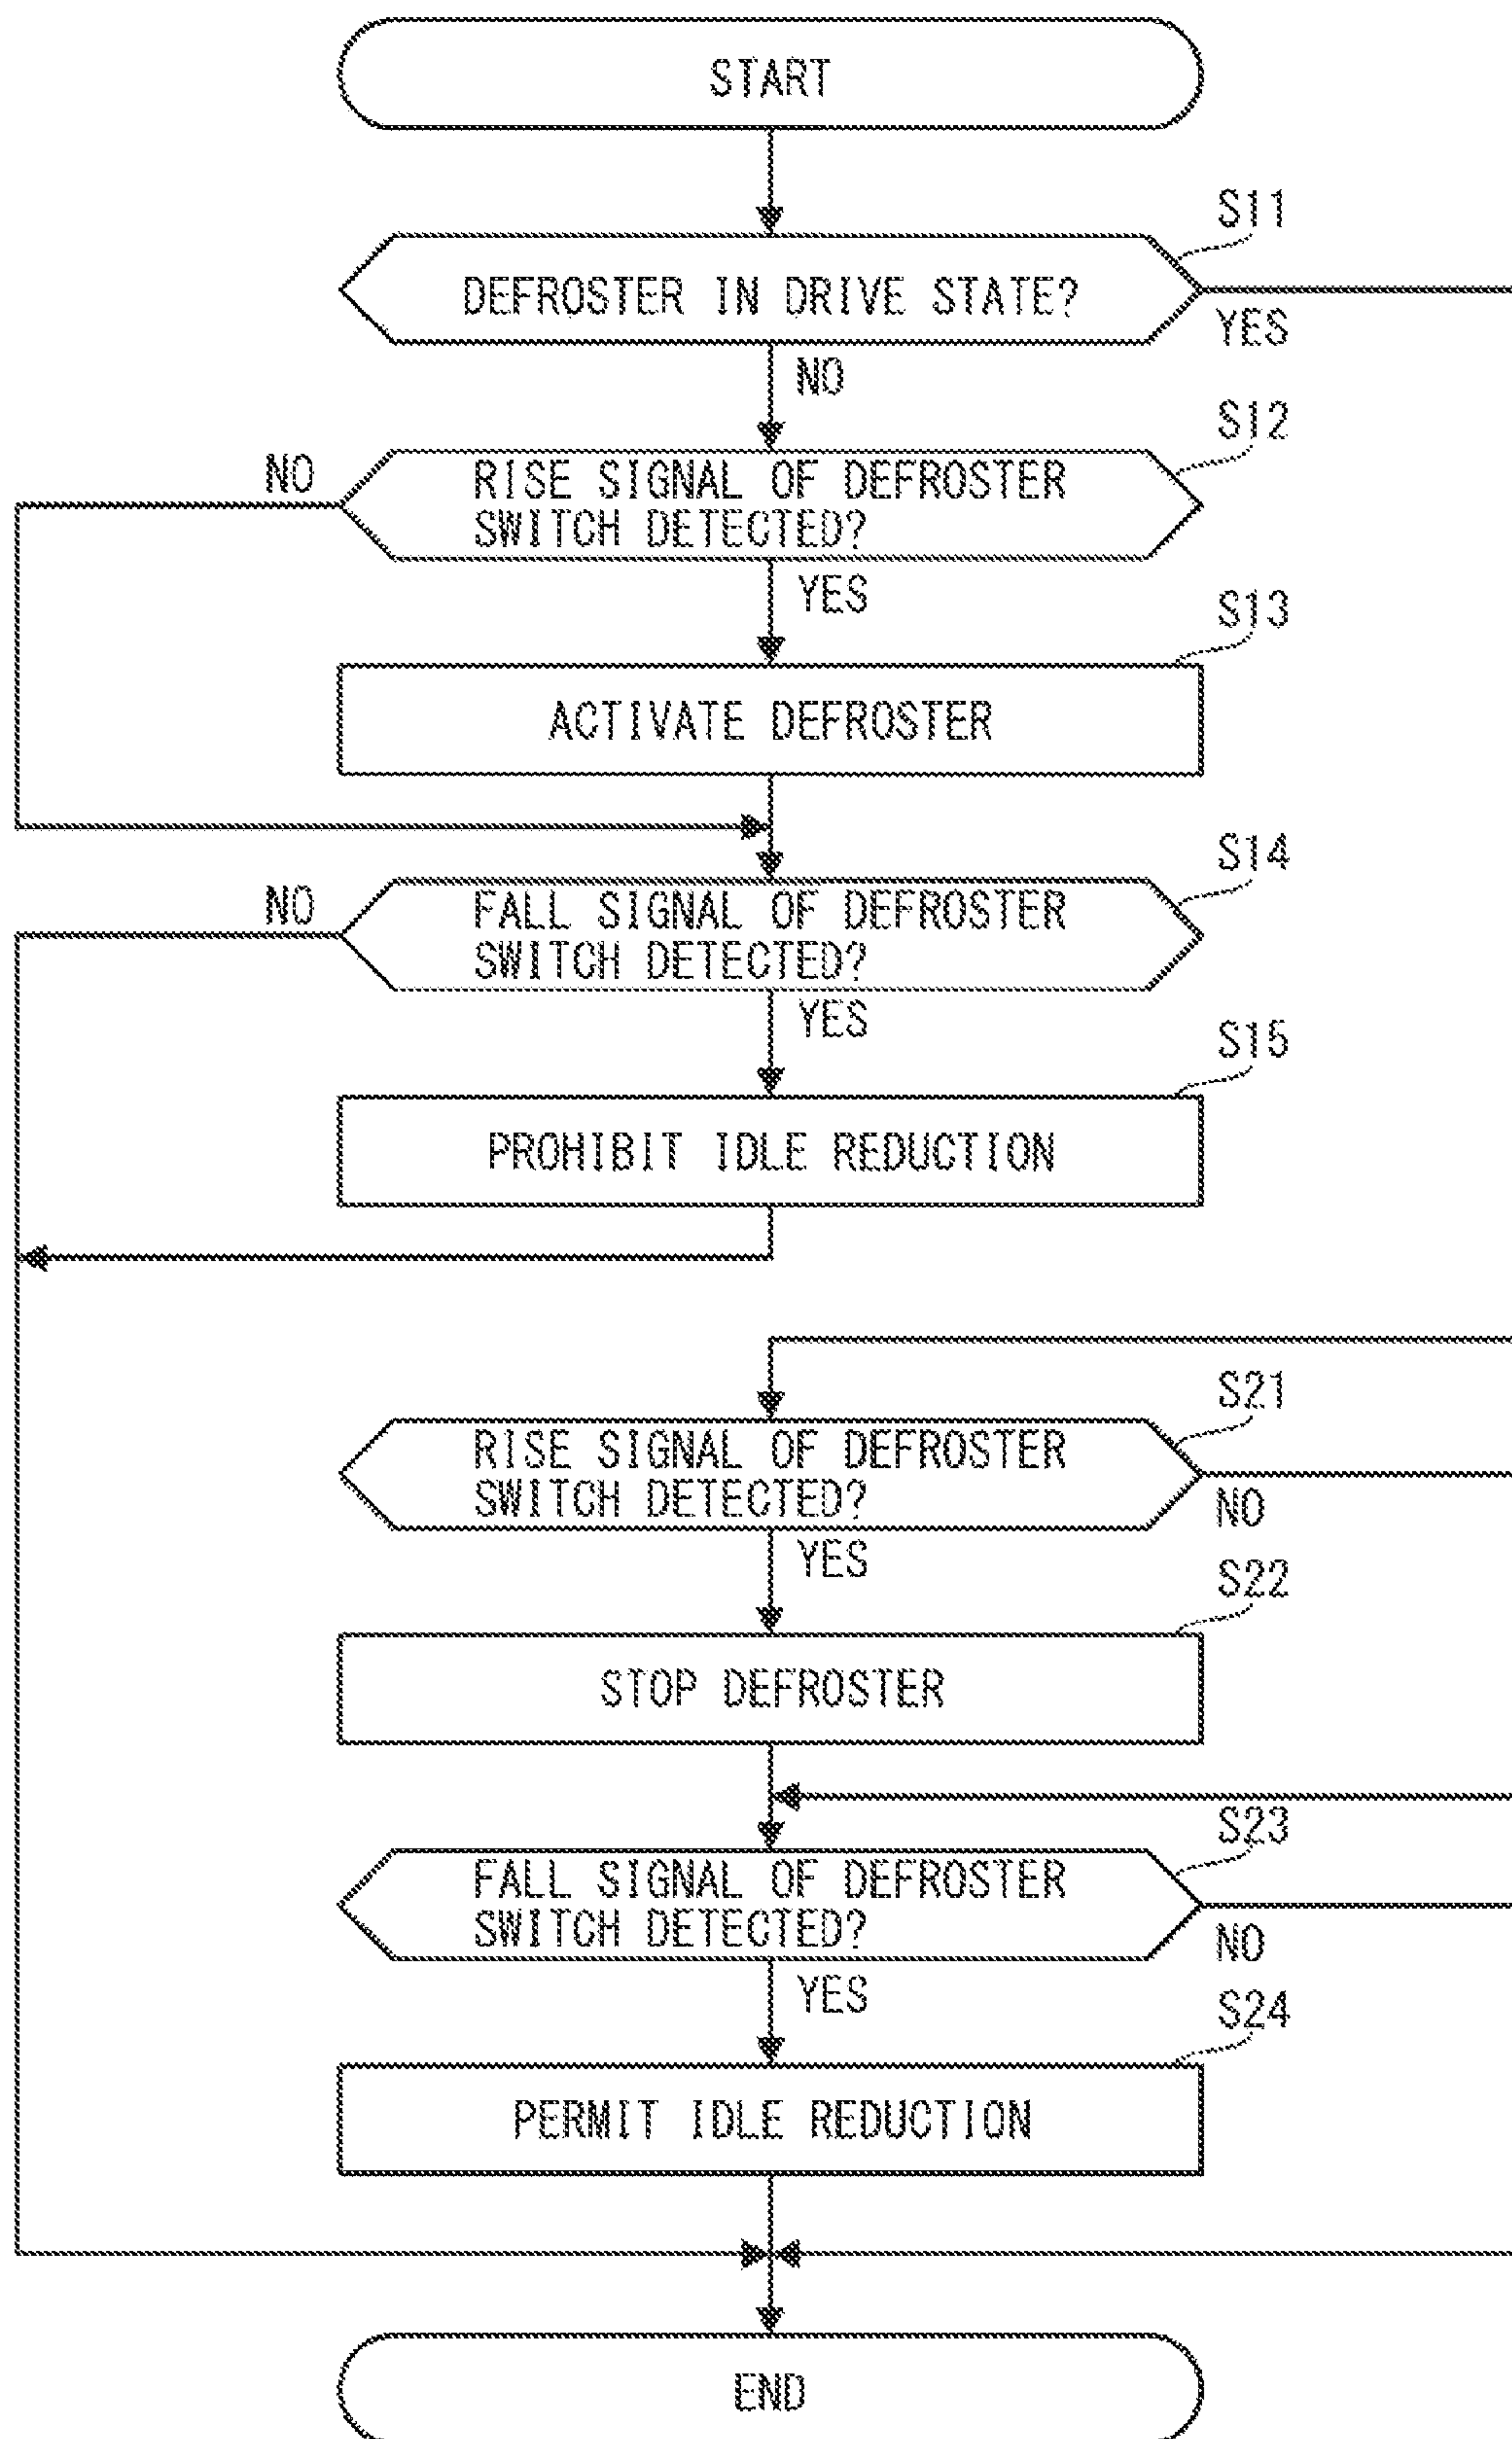 START
S11
DEFROSTER IN DRIVE STATE?
YES
NO
S12
NO
RISE SIGNAL OF DEFROSTER
SWITCH DETECTED?
YES
S13
ACTIVATE DEFROSTER
S14
NO
FALL SIGNAL OF DEFROSTER
SWITCH DETECTED?
YES
S15
PROHIBIT IDLE REDUCTION
S21
RISE SIGNAL OF DEFROSTER
SWITCH DETECTED?
NO
YES
S22
STOP DEFROSTER
S23
FALL SIGNAL OF DEFROSTER
SWITCH DETECTED?
NO
YES
S24
PERMIT IDLE REDUCTION
END